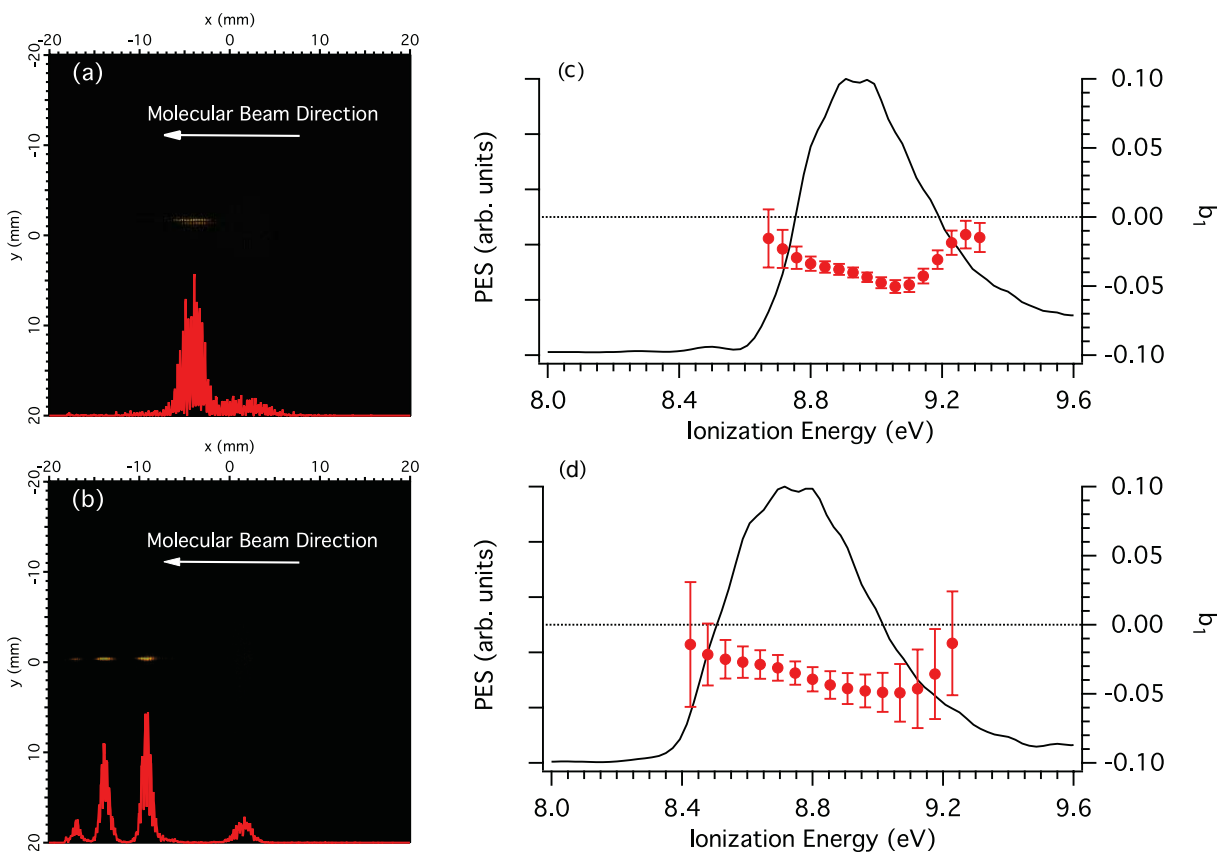 x (mm)
-20 -10 0 10 20
(a)
Molecular Beam Direction
y (mm)
-20
-10
0
10
20
x (mm)
-20 -10 0 10 20
(b)
Molecular Beam Direction
y (mm)
-20
-10
0
10
20
(c)
PES (arb. units)
0.10
0.05
0.00
-0.05
-0.10
b1
8.0 8.4 8.8 9.2 9.6
Ionization Energy (eV)
(d)
PES (arb. units)
0.10
0.05
0.00
-0.05
-0.10
b1
8.0 8.4 8.8 9.2 9.6
Ionization Energy (eV)